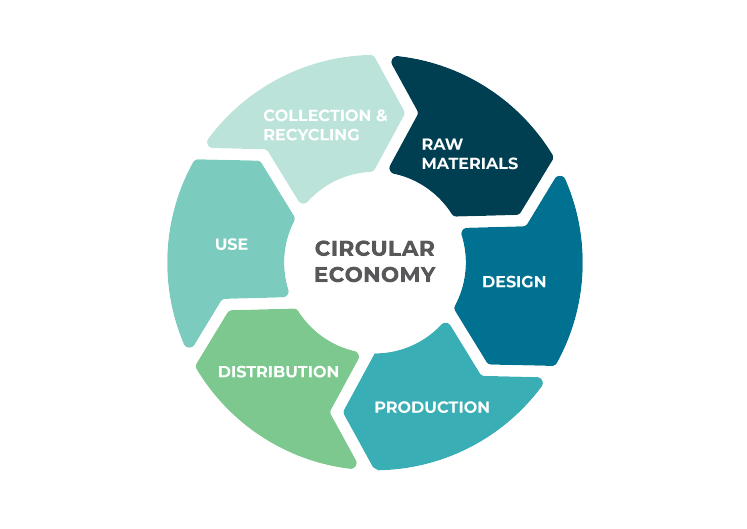 COLLECTION &
RECYCLING
RAW
MATERIALS
USE
CIRCULAR
ECONOMY
DESIGN
DISTRIBUTION
PRODUCTION